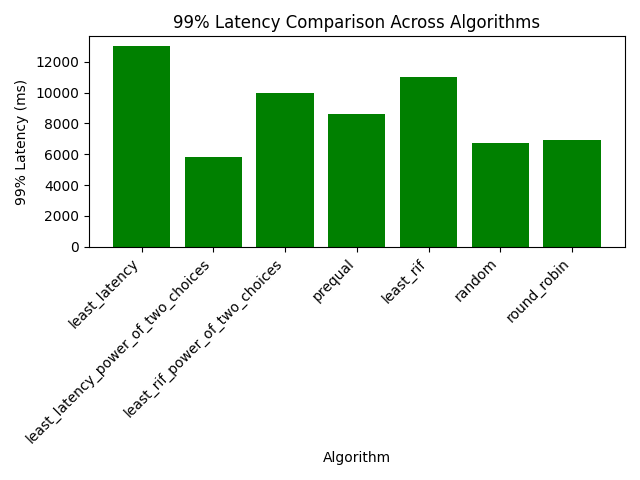 99% Latency Comparison Across Algorithms
99% Latency (ms)
12000
10000
8000
6000
4000
2000
0
least_latency
least_latency_power_of_two_choices
least_rif_power_of_two_choices
prequal
least_rif
random
round_robin
Algorithm